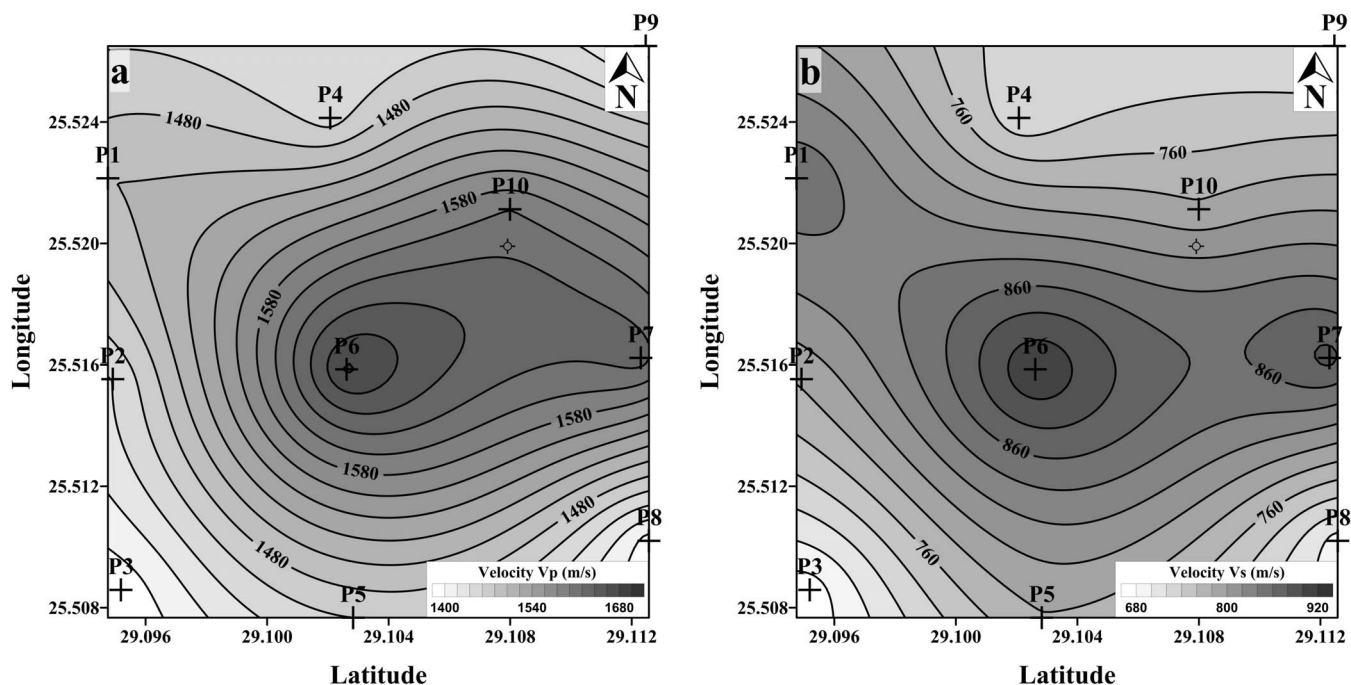 P9
a
N
P4
1480
1480
25.524
P1
P10
1580
25.520
1580
P6
P7
P2
25.516
1580
1580
25.512
1480
P8
1480
P3
Velocity Vp (m/s)
1400 1540 1680
P5
25.508
29.096 29.100 29.104 29.108 29.112
Longitude
Latitude
P9
b
N
P4
760
25.524
760
P1
P10
25.520
860
P6
P7
P2
25.516
860
860
25.512
760
P8
760
P3
Velocity Vs (m/s)
680 800 920
P5
25.508
29.096 29.100 29.104 29.108 29.112
Longitude
Latitude